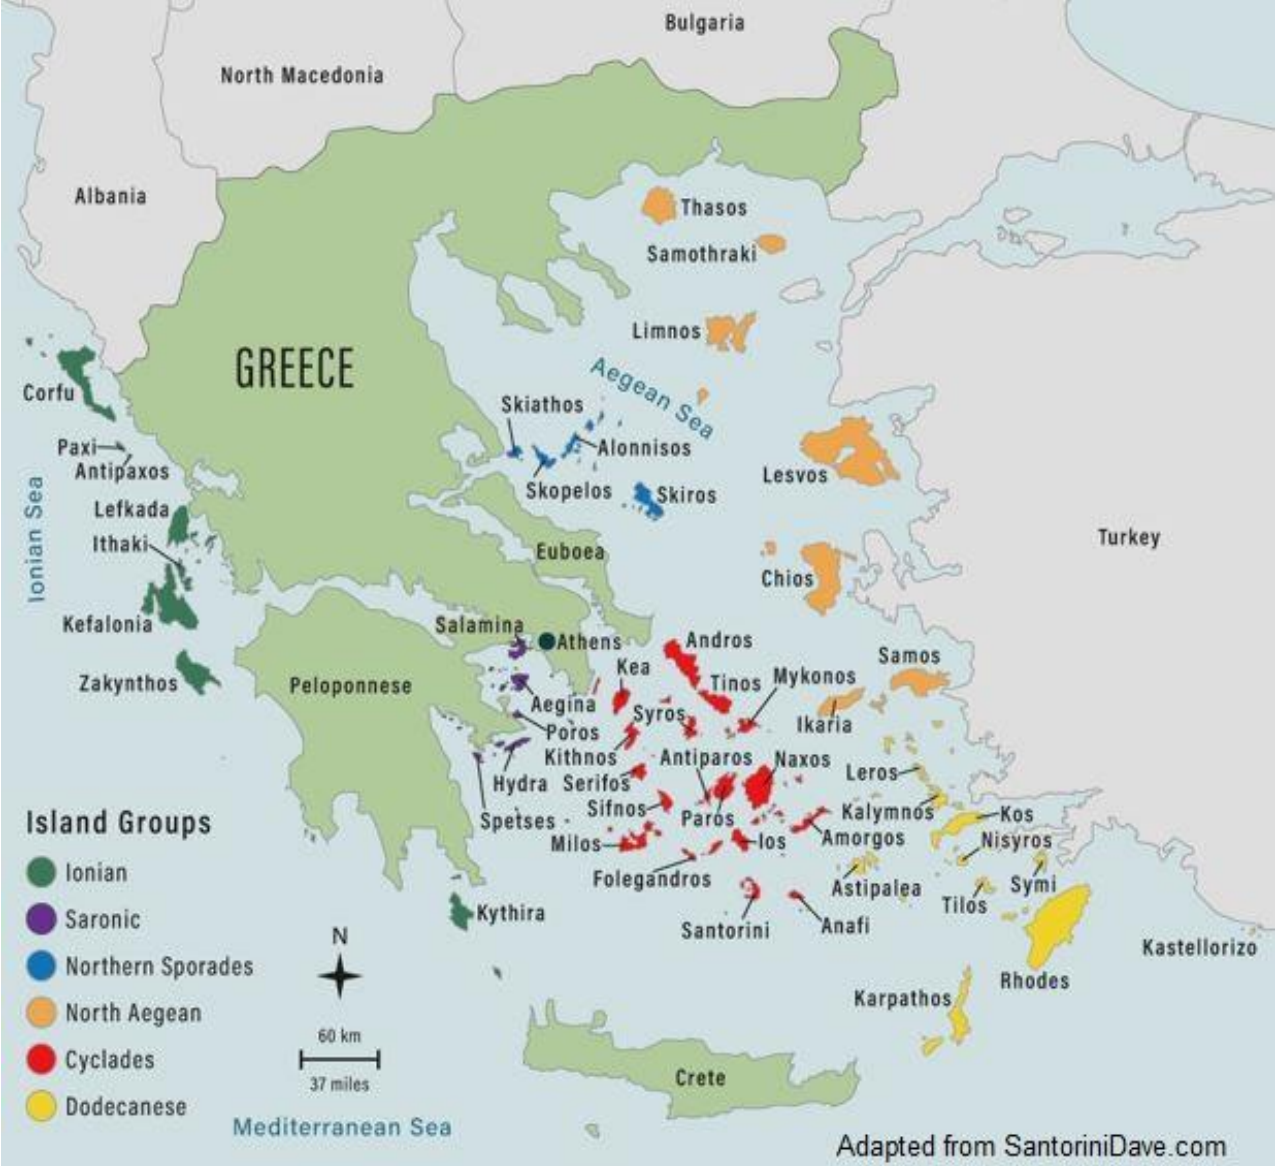 Bulgaria
North Macedonia
Albania
Thasos
Samothraki
Limnos
GREECE
Aegean Sea
Corfu
Skiathos
Paxi
Alonnisos
Antipaxos
Lesvos
Skopelos
Skiros
Lefkada
Ionian Sea
Turkey
Ithaki
Euboea
Chios
Kefalonia
Salamina
Athens
Andros
Kea
Samos
Zakynthos
Peloponnese
Mykonos
Tinos
Aegina
Syros
Ikaria
Poros
Kithnos
Antiparos
Naxos
Hydra
Serifos
Leros
Sifnos
Kalymnos
Kos
Spetses
Paros
Milos
Ios
Amorgos
Nisyros
Folegandros
Astipalea
Symi
Tilos
Kythira
Santorini
Anafi
Kastellorizo
Rhodes
Karpathos
Crete
Island Groups
Ionian
Saronic
Northern Sporades
North Aegean
Cyclades
Dodecanese
N
60 km
37 miles
Mediterranean Sea
Adapted from SantoriniDave.com